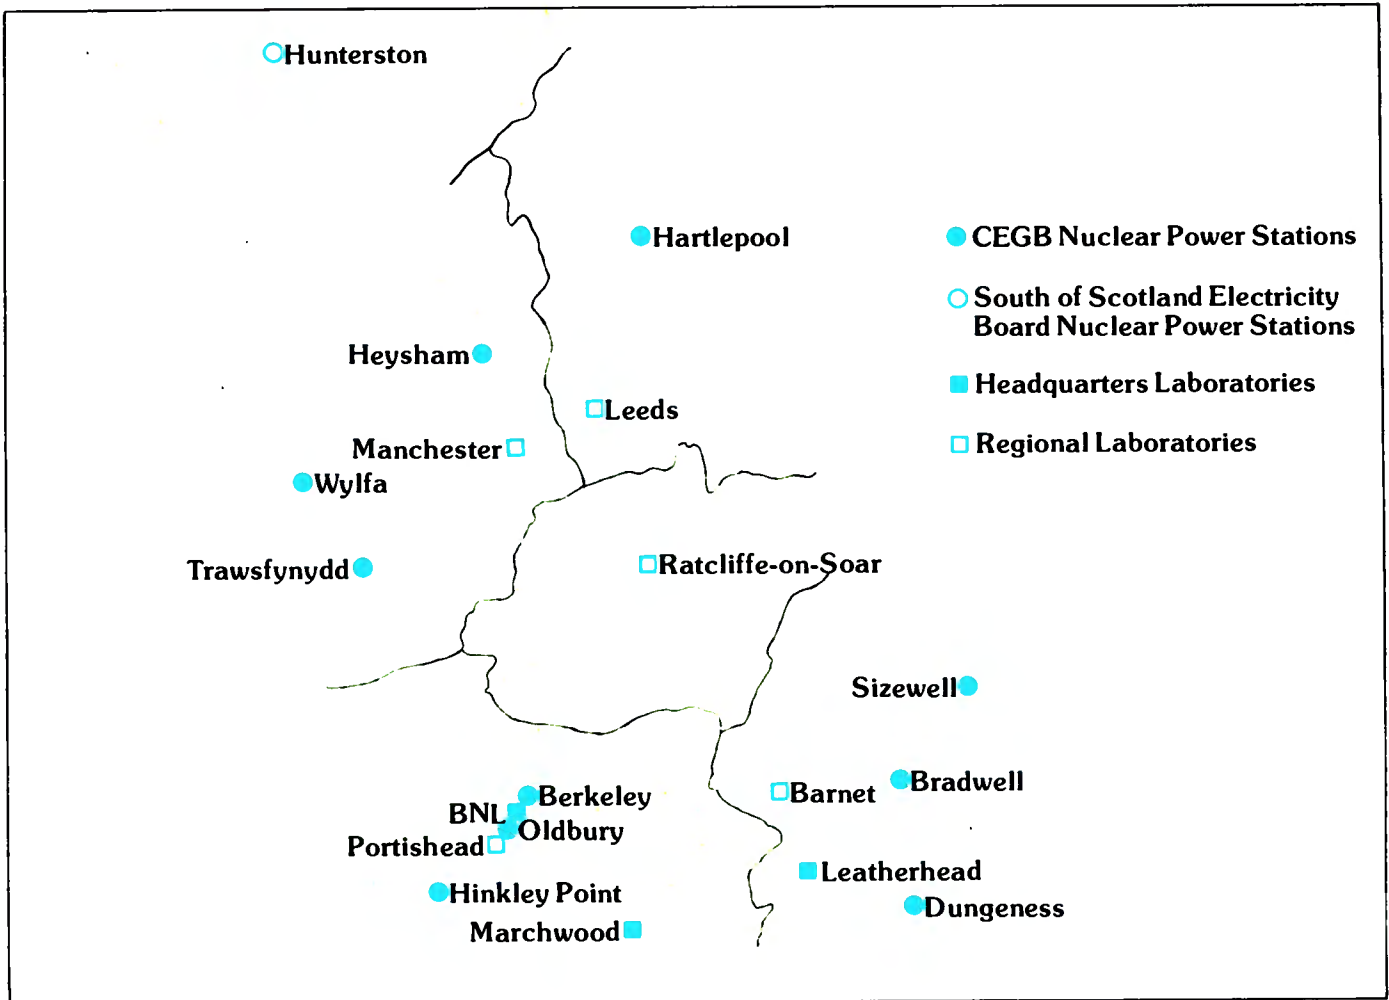 Hunterston
Hartlepool
CEGB Nuclear Power Stations
South of Scotland Electricity
Board Nuclear Power Stations
Heysham
Headquarters Laboratories
Leeds
Manchester
Regional Laboratories
Wylfa
Trawsfynydd
Ratcliffe-on-Soar
Sizewell
Berkeley
Bradwell
Barnet
BNL
Oldbury
Portishead
Leatherhead
Hinkley Point
Dungeness
Marchwood